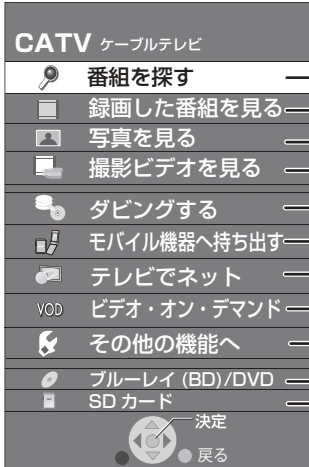 CATV ケーブルテレビ
番組を探す
録画した番組を見る
写真を見る
撮影ビデオを見る
ダビングする
モバイル機器へ持ち出す
テレビでネット
VOD ビデオ・オン・デマンド
その他の機能へ
ブルーレイ (BD)/DVD
SD カード
決定
戻る